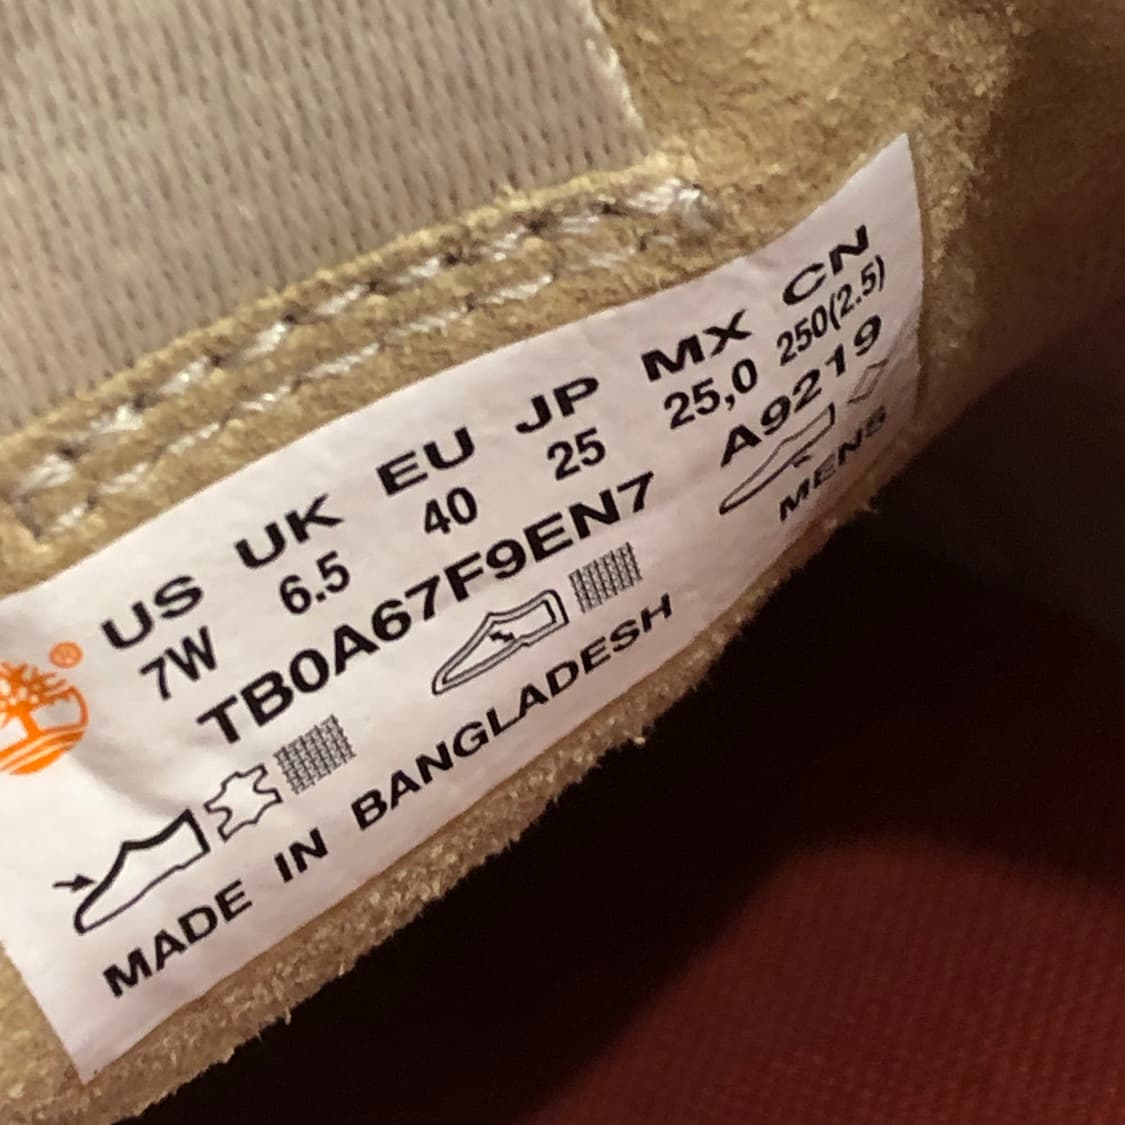 US UK EU JP MX CN
7W 6.5 40 25 25,0 250(2.5)
TB0A67F9EN7 A9219
MENS
MADE IN BANGLADESH
®